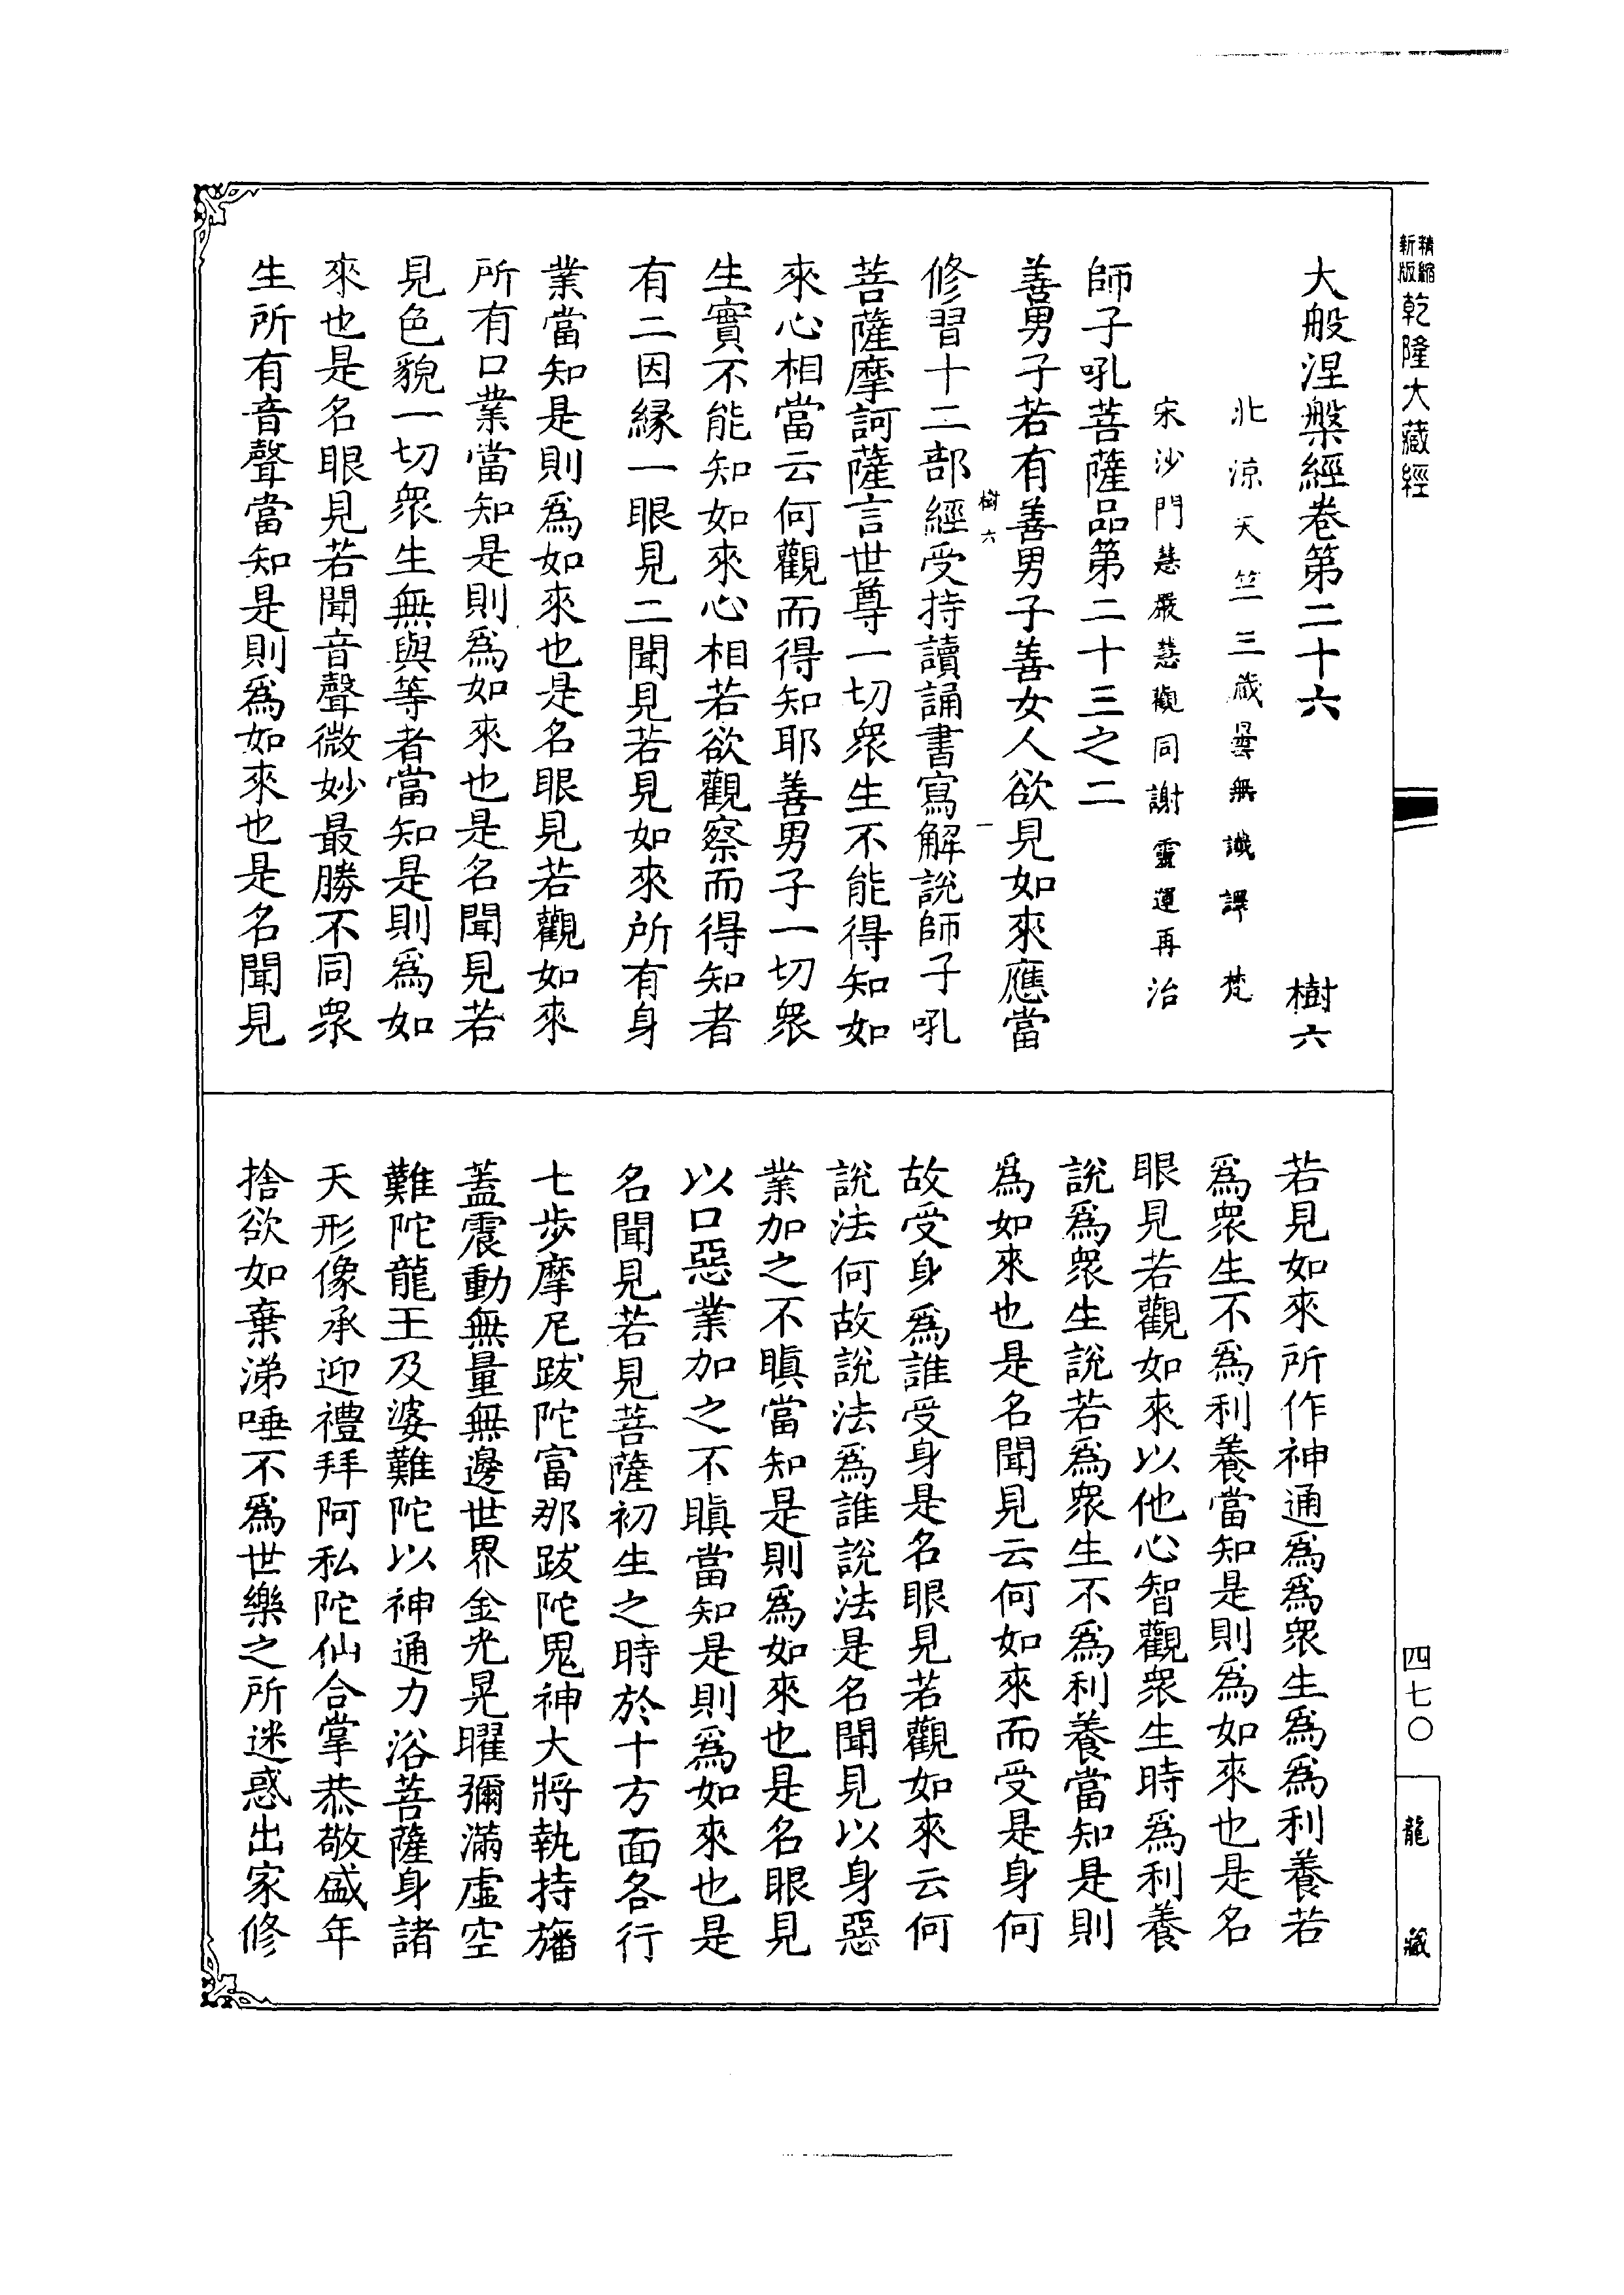 精縮
新版
乾隆大藏經
大般涅槃經卷第二十六 樹六
北涼天竺三藏曇無讖譯梵
宋沙門慧嚴慧觀同謝靈運再治
師子吼菩薩品第二十三之二
善男子若有善男子善女人欲見如來應當
樹六 一
修習十二部經受持讀誦書寫解說師子吼
菩薩摩訶薩言世尊一切衆生不能得知如
來心相當云何觀而得知耶善男子一切衆
生實不能知如來心相若欲觀察而得知者
有二因緣一眼見二聞見若見如來所有身
業當知是則爲如來也是名眼見若觀如來
所有口業當知是則爲如來也是名聞見若
見色貌一切衆生無與等者當知是則爲如
來也是名眼見若聞音聲微妙最勝不同衆
生所有音聲當知是則爲如來也是名聞見
若見如來所作神通爲爲衆生爲爲利養若
爲衆生不爲利養當知是則爲如來也是名
眼見若觀如來以他心智觀衆生時爲利養
說爲衆生說若爲衆生不爲利養當知是則
爲如來也是名聞見云何如來而受是身何
故受身爲誰受身是名眼見若觀如來云何
說法何故說法爲誰說法是名聞見以身惡
業加之不瞋當知是則爲如來也是名眼見
以口惡業加之不瞋當知是則爲如來也是
名聞見若見菩薩初生之時於十方面各行
七步摩尼跋陀富那跋陀鬼神大將執持旛
蓋震動無量無邊世界金光晃曜彌滿虛空
難陀龍王及婆難陀以神通力浴菩薩身諸
天形像承迎禮拜阿私陀仙合掌恭敬盛年
捨欲如棄涕唾不爲世樂之所迷惑出家修
四七〇
龍藏